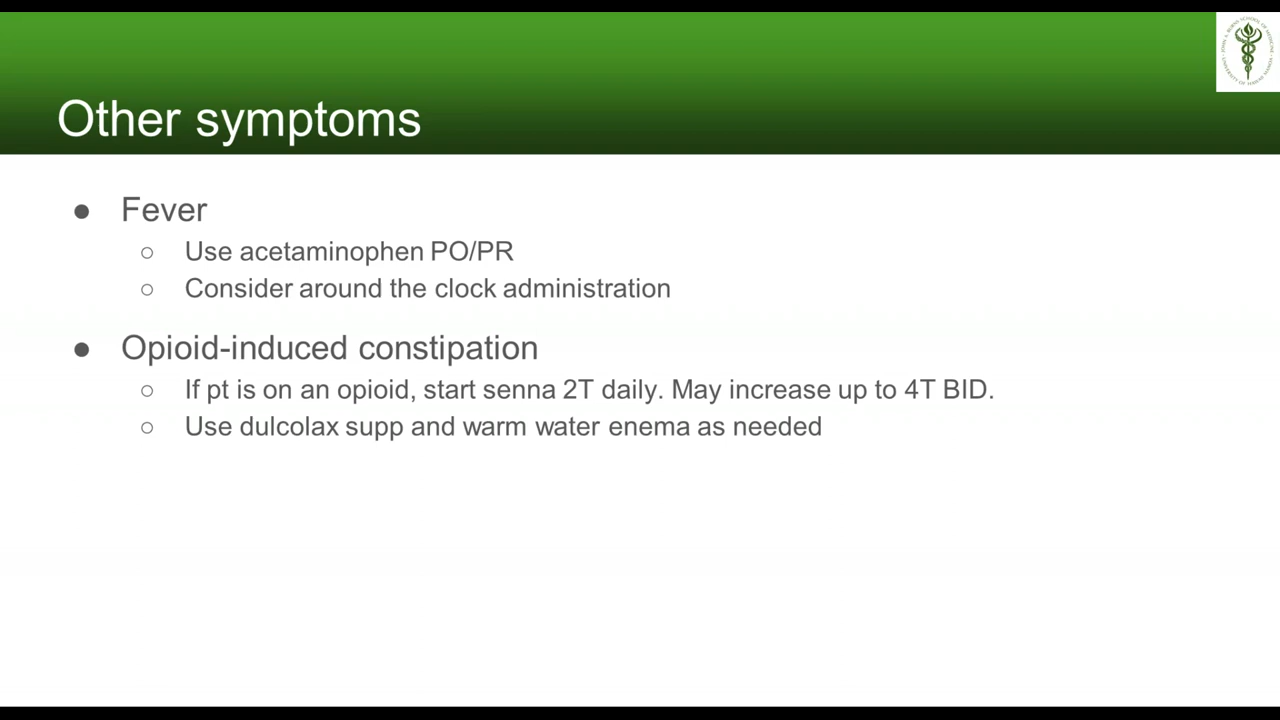 Other symptoms
● Fever
○ Use acetaminophen PO/PR
○ Consider around the clock administration
● Opioid-induced constipation
○ If pt is on an opioid, start senna 2T daily. May increase up to 4T BID.
○ Use dulcolax supp and warm water enema as needed